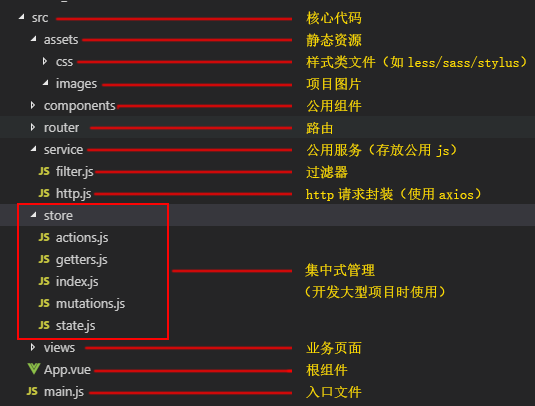 src 核心代码
assets 静态资源
css 样式类文件（如 less/sass/stylus）
images 项目图片
components 公用组件
router 路由
service 公用服务（存放公用 js）
JS filter.js 过滤器
JS http.js http 请求封装（使用 axios）
store
JS actions.js
JS getters.js
JS index.js 集中式管理
JS mutations.js （开发大型项目时使用）
JS state.js
views 业务页面
App.vue 根组件
JS main.js 入口文件